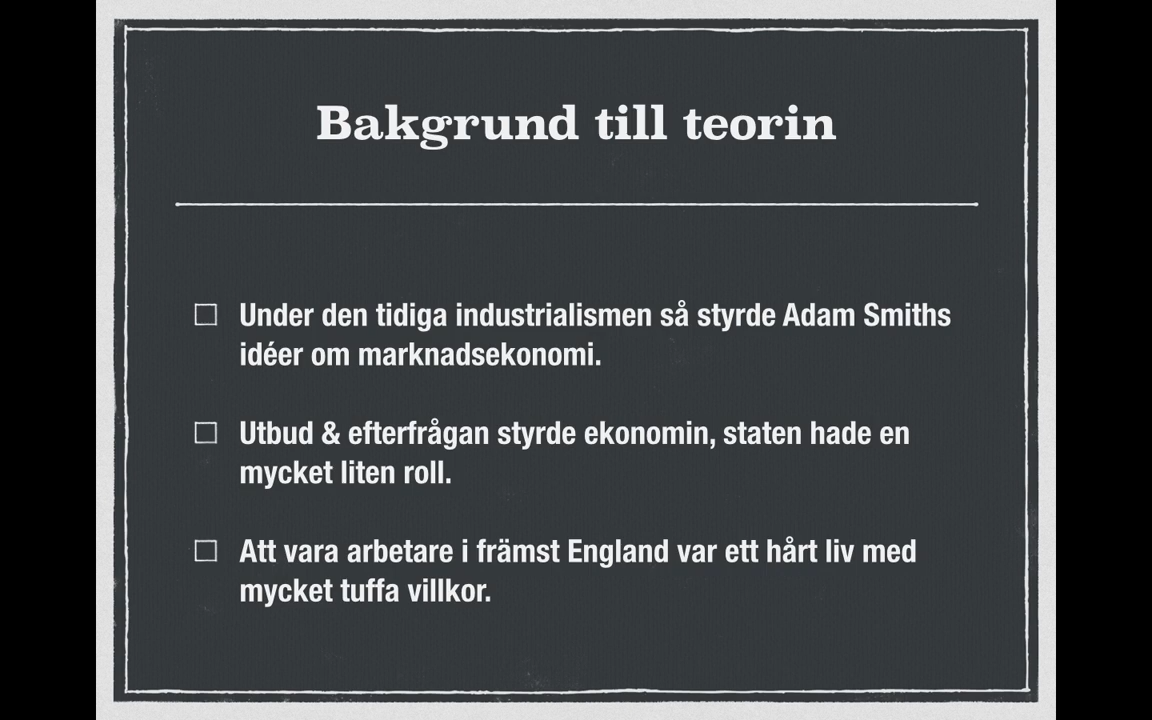 Bakgrund till teorin
Under den tidiga industrialismen så styrde Adam Smiths
idéer om marknadsekonomi.
Utbud & efterfrågan styrde ekonomin, staten hade en
mycket liten roll.
Att vara arbetare i främst England var ett hårt liv med
mycket tuffa villkor.